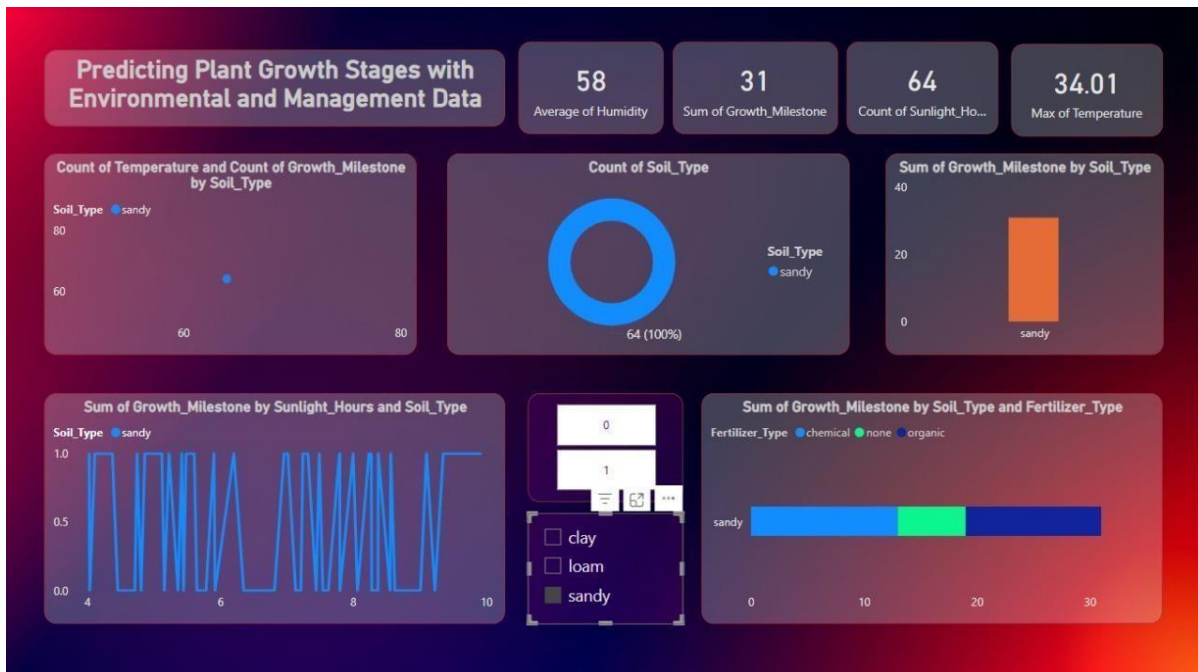 Predicting Plant Growth Stages with
Environmental and Management Data
58
Average of Humidity
31
Sum of Growth_Milestone
64
Count of Sunlight_Ho...
34.01
Max of Temperature
Count of Temperature and Count of Growth_Milestone
by Soil_Type
Soil_Type sandy
80
60
60 80
Count of Soil_Type
Soil_Type
sandy
64 (100%)
Sum of Growth_Milestone by Soil_Type
40
20
0
sandy
Sum of Growth_Milestone by Sunlight_Hours and Soil_Type
Soil_Type sandy
1.0
0.5
0.0
4 6 8 10
0
1
clay
loam
sandy
Sum of Growth_Milestone by Soil_Type and Fertilizer_Type
Fertilizer_Type chemical none organic
sandy
0 10 20 30